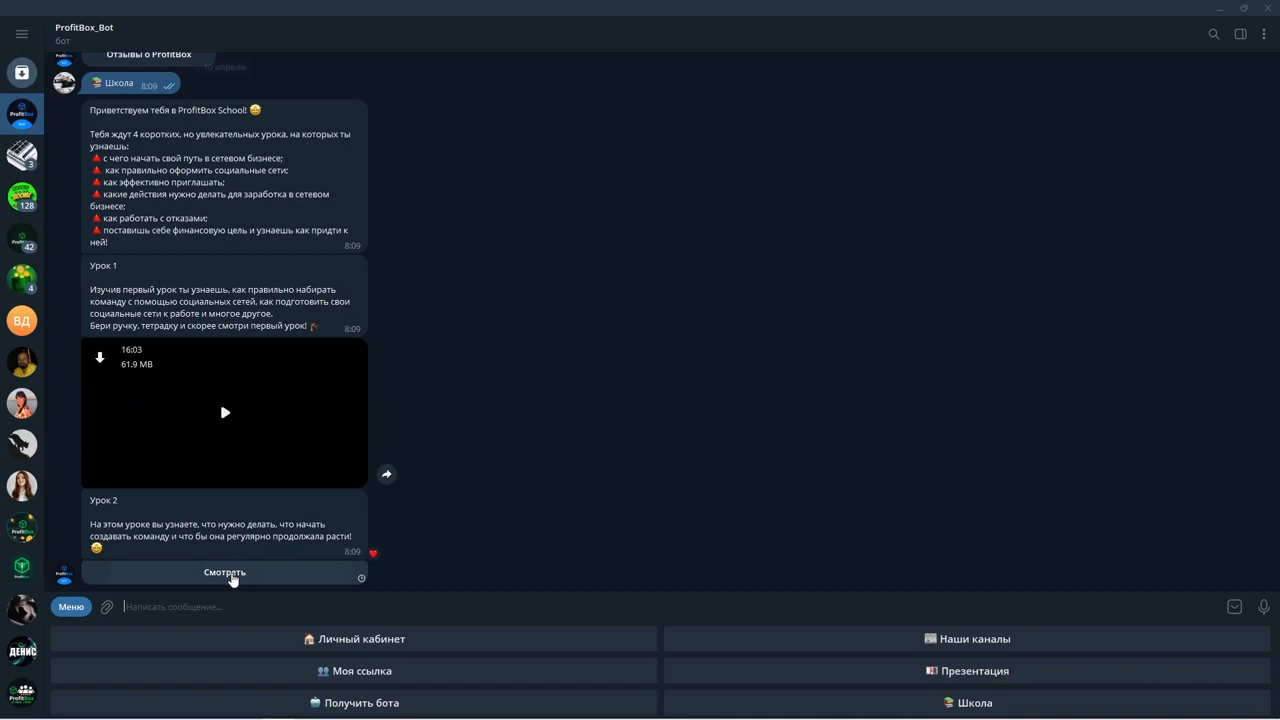 ProfitBox_Bot
бот
Отзывы о ProfitBox
10 апреля
📚 Школа 8:09
Приветствуем тебя в ProfitBox School! 🤩
Тебя ждут 4 коротких, но увлекательных урока, на которых ты
узнаешь:
🔺 с чего начать свой путь в сетевом бизнесе;
🔺 как правильно оформить социальные сети;
🔺 как эффективно приглашать;
🔺 какие действия нужно делать для заработка в сетевом
бизнесе;
🔺 как работать с отказами;
🔺 поставишь себе финансовую цель и узнаешь как придти к
ней!
8:09
Урок 1
Изучив первый урок ты узнаешь, как правильно набирать
команду с помощью социальных сетей, как подготовить свои
социальные сети к работе и многое другое.
Бери ручку, тетрадку и скорее смотри первый урок! 🎓
8:09
16:03
61.9 MB
Урок 2
На этом уроке вы узнаете, что нужно делать, что начать
создавать команду и что бы она регулярно продолжала расти!
🤩
8:09
Смотреть
Меню
Написать сообщение...
🏠 Личный кабинет
📰 Наши каналы
👥 Моя ссылка
💴 Презентация
🤖 Получить бота
📚 Школа
3
128
42
4
ВД
ДЕНИС